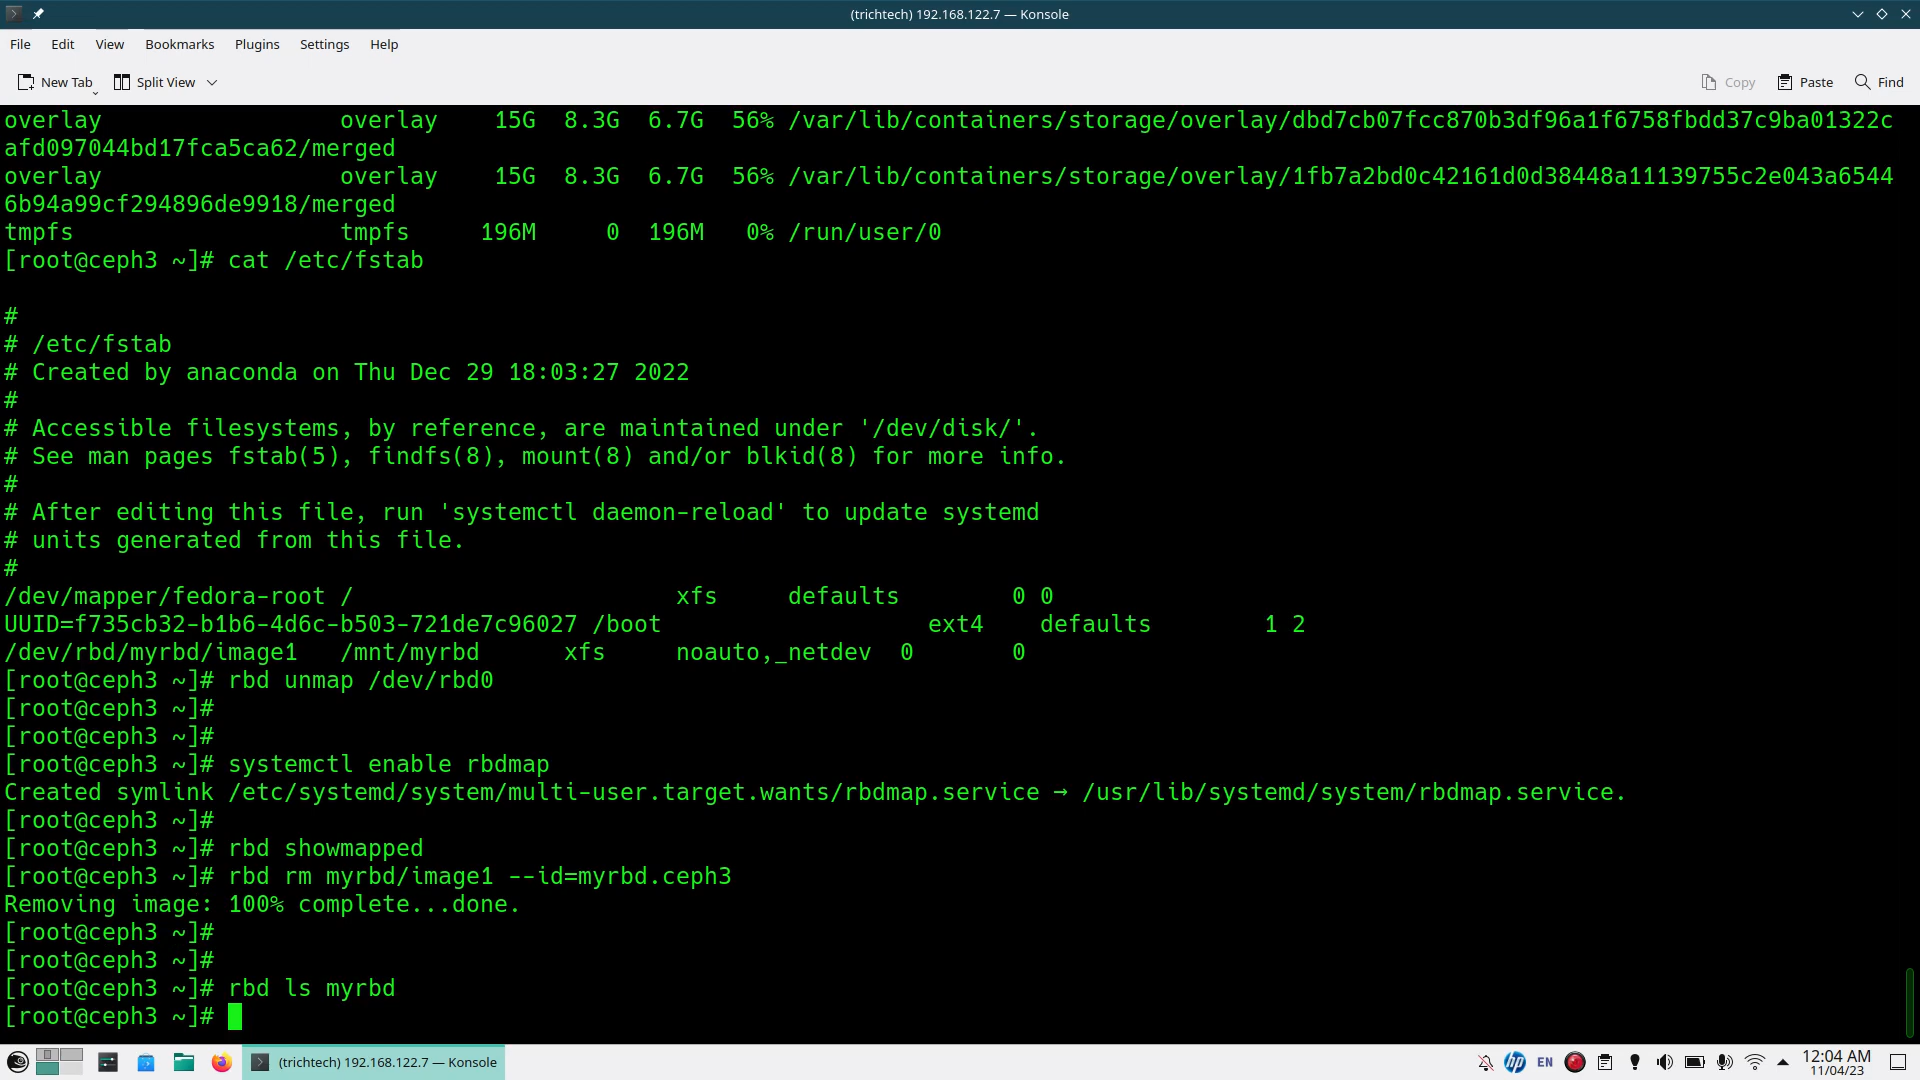 (trichtech) 192.168.122.7 — Konsole
File Edit View Bookmarks Plugins Settings Help
New Tab Split View Copy Paste Find
overlay overlay 15G 8.3G 6.7G 56% /var/lib/containers/storage/overlay/dbd7cb07fcc870b3df96a1f6758fbdd37c9ba01322c
afd097044bd17fca5ca62/merged
overlay overlay 15G 8.3G 6.7G 56% /var/lib/containers/storage/overlay/1fb7a2bd0c42161d0d38448a11139755c2e043a6544
6b94a99cf294896de9918/merged
tmpfs tmpfs 196M 0 196M 0% /run/user/0
[root@ceph3 ~]# cat /etc/fstab
#
# /etc/fstab
# Created by anaconda on Thu Dec 29 18:03:27 2022
#
# Accessible filesystems, by reference, are maintained under '/dev/disk/'.
# See man pages fstab(5), findfs(8), mount(8) and/or blkid(8) for more info.
#
# After editing this file, run 'systemctl daemon-reload' to update systemd
# units generated from this file.
#
/dev/mapper/fedora-root / xfs defaults 0 0
UUID=f735cb32-b1b6-4d6c-b503-721de7c96027 /boot ext4 defaults 1 2
/dev/rbd/myrbd/image1 /mnt/myrbd xfs noauto,_netdev 0 0
[root@ceph3 ~]# rbd unmap /dev/rbd0
[root@ceph3 ~]#
[root@ceph3 ~]#
[root@ceph3 ~]# systemctl enable rbdmap
Created symlink /etc/systemd/system/multi-user.target.wants/rbdmap.service → /usr/lib/systemd/system/rbdmap.service.
[root@ceph3 ~]#
[root@ceph3 ~]# rbd showmapped
[root@ceph3 ~]# rbd rm myrbd/image1 --id=myrbd.ceph3
Removing image: 100% complete...done.
[root@ceph3 ~]#
[root@ceph3 ~]#
[root@ceph3 ~]# rbd ls myrbd
[root@ceph3 ~]#
(trichtech) 192.168.122.7 — Konsole
hp
EN
12:04 AM
11/04/23